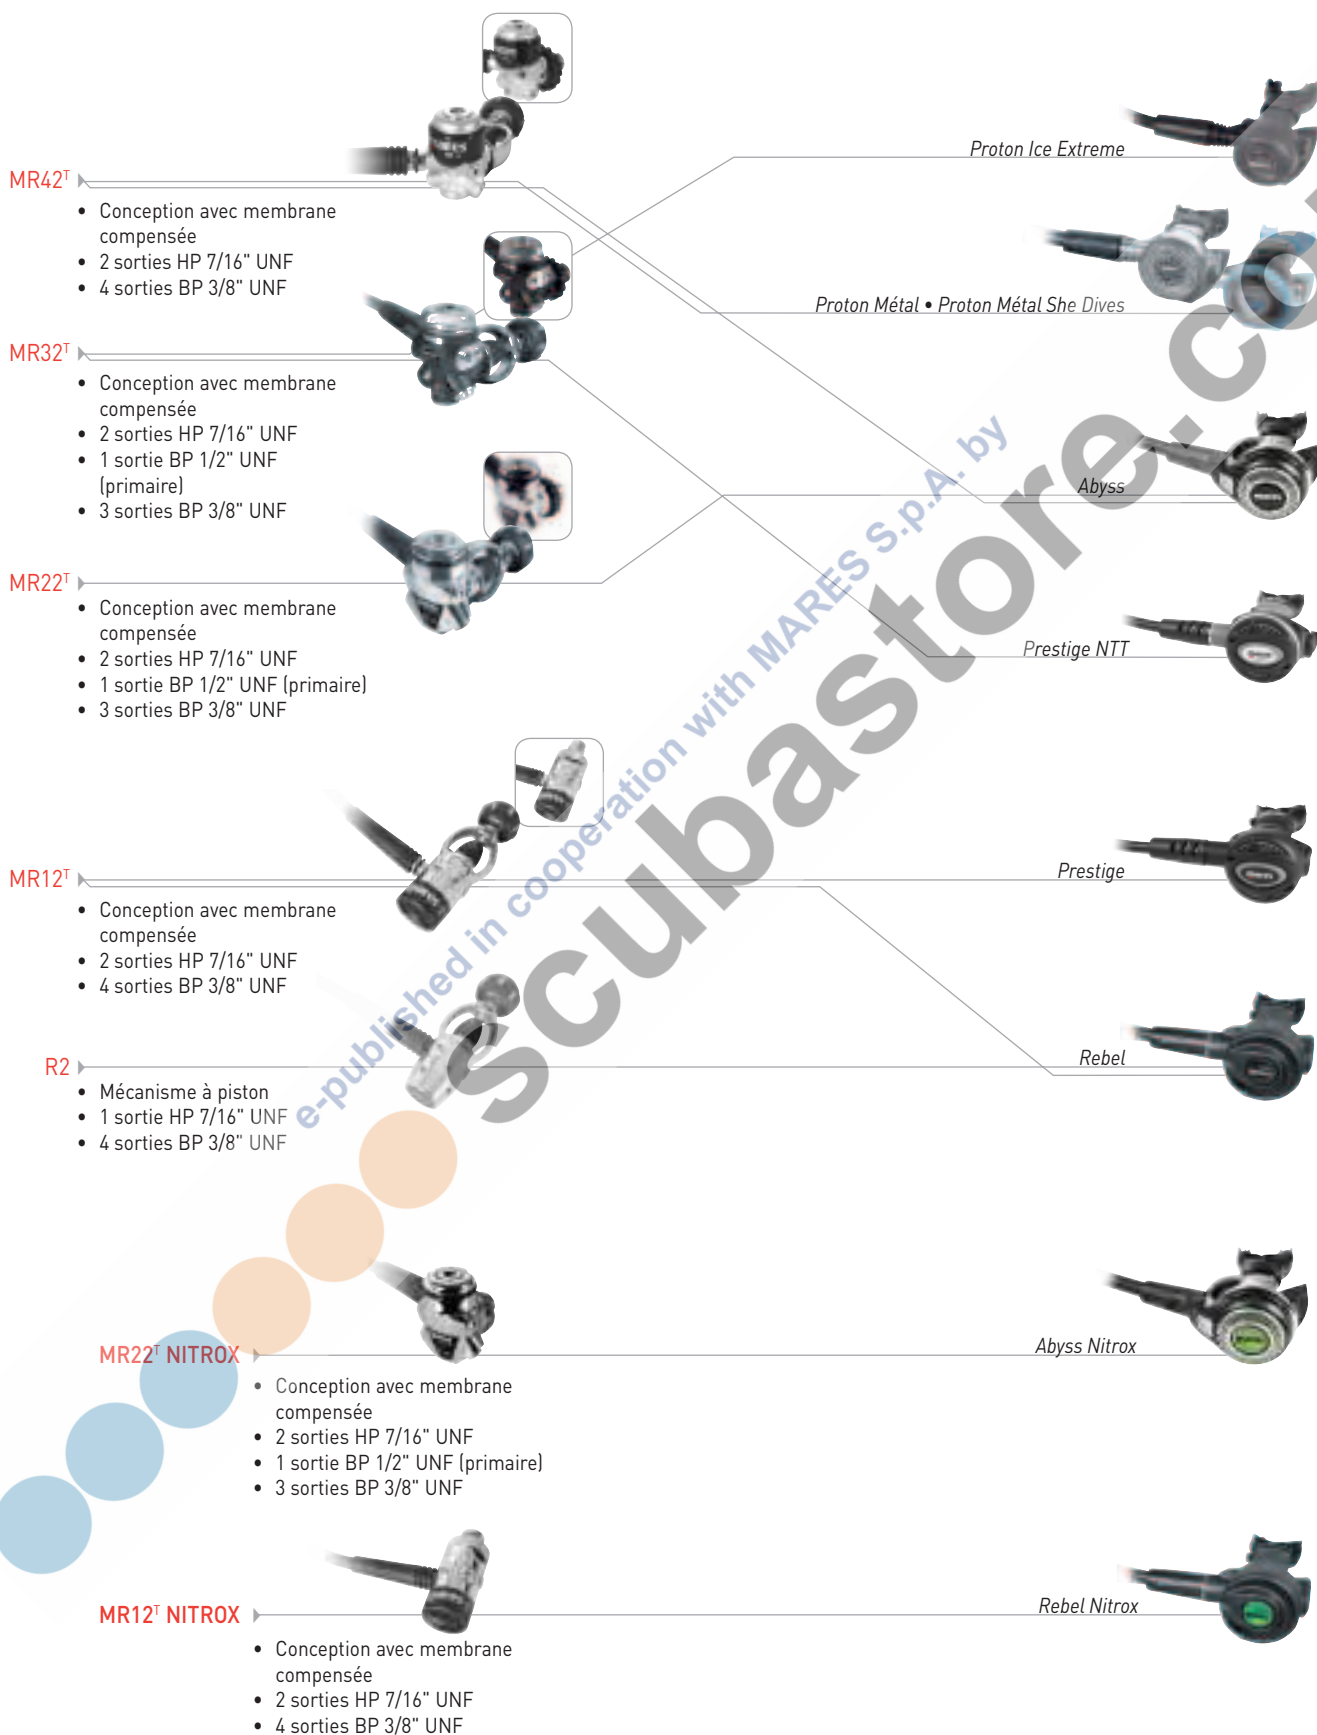 MR42ᵀ
• Conception avec membrane
compensée
• 2 sorties HP 7/16" UNF
• 4 sorties BP 3/8" UNF
MR32ᵀ
• Conception avec membrane
compensée
• 2 sorties HP 7/16" UNF
• 1 sortie BP 1/2" UNF
(primaire)
• 3 sorties BP 3/8" UNF
MR22ᵀ
• Conception avec membrane
compensée
• 2 sorties HP 7/16" UNF
• 1 sortie BP 1/2" UNF (primaire)
• 3 sorties BP 3/8" UNF
MR12ᵀ
• Conception avec membrane
compensée
• 2 sorties HP 7/16" UNF
• 4 sorties BP 3/8" UNF
R2
• Mécanisme à piston
• 1 sortie HP 7/16" UNF
• 4 sorties BP 3/8" UNF
Proton Ice Extreme
Proton Métal • Proton Métal She Dives
Abyss
Prestige NTT
Prestige
Rebel
MR22ᵀ NITROX
• Conception avec membrane
compensée
• 2 sorties HP 7/16" UNF
• 1 sortie BP 1/2" UNF (primaire)
• 3 sorties BP 3/8" UNF
Abyss Nitrox
MR12ᵀ NITROX
• Conception avec membrane
compensée
• 2 sorties HP 7/16" UNF
• 4 sorties BP 3/8" UNF
Rebel Nitrox
e-published in cooperation with MARES S.p.A. by
scubastore.co